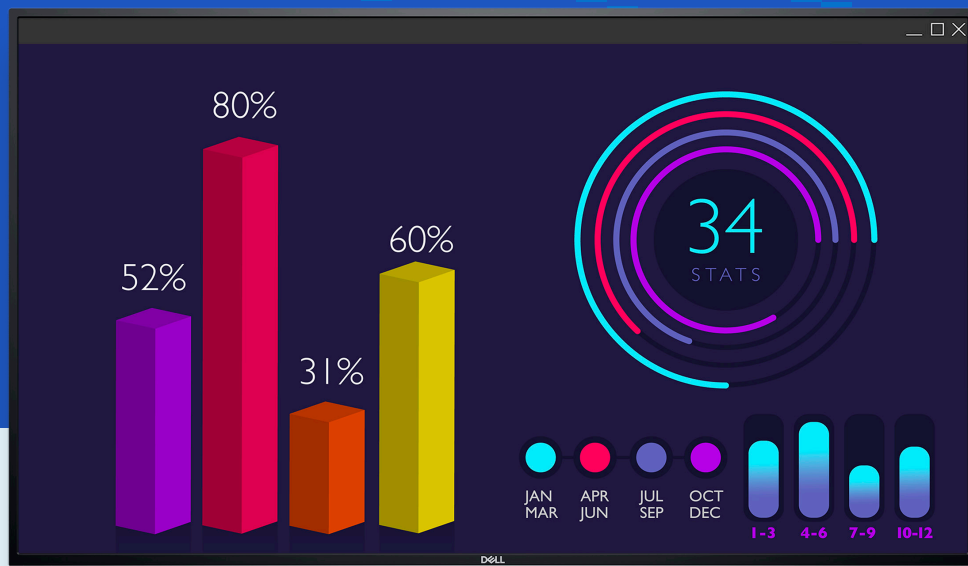 80%
60%
52%
31%
34
STATS
JAN
MAR
APR
JUN
JUL
SEP
OCT
DEC
1-3
4-6
7-9
10-12
DELL